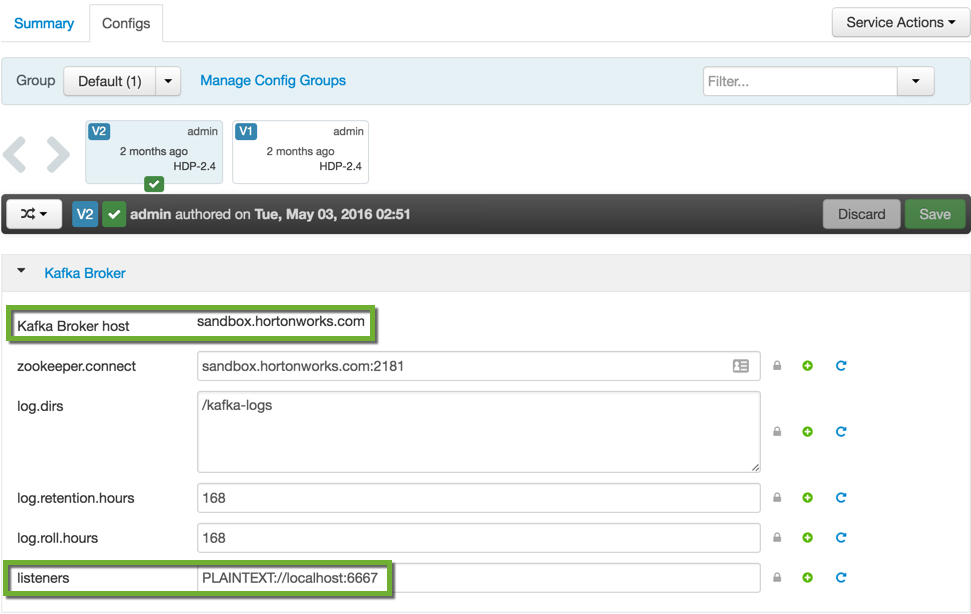 Summary Configs Service Actions
Group Default (1) Manage Config Groups Filter...
V2 admin V1 admin
2 months ago 2 months ago
HDP-2.4 HDP-2.4
V2 admin authored on Tue, May 03, 2016 02:51 Discard Save
Kafka Broker
Kafka Broker host sandbox.hortonworks.com
zookeeper.connect sandbox.hortonworks.com:2181
log.dirs /kafka-logs
log.retention.hours 168
log.roll.hours 168
listeners PLAINTEXT://localhost:6667